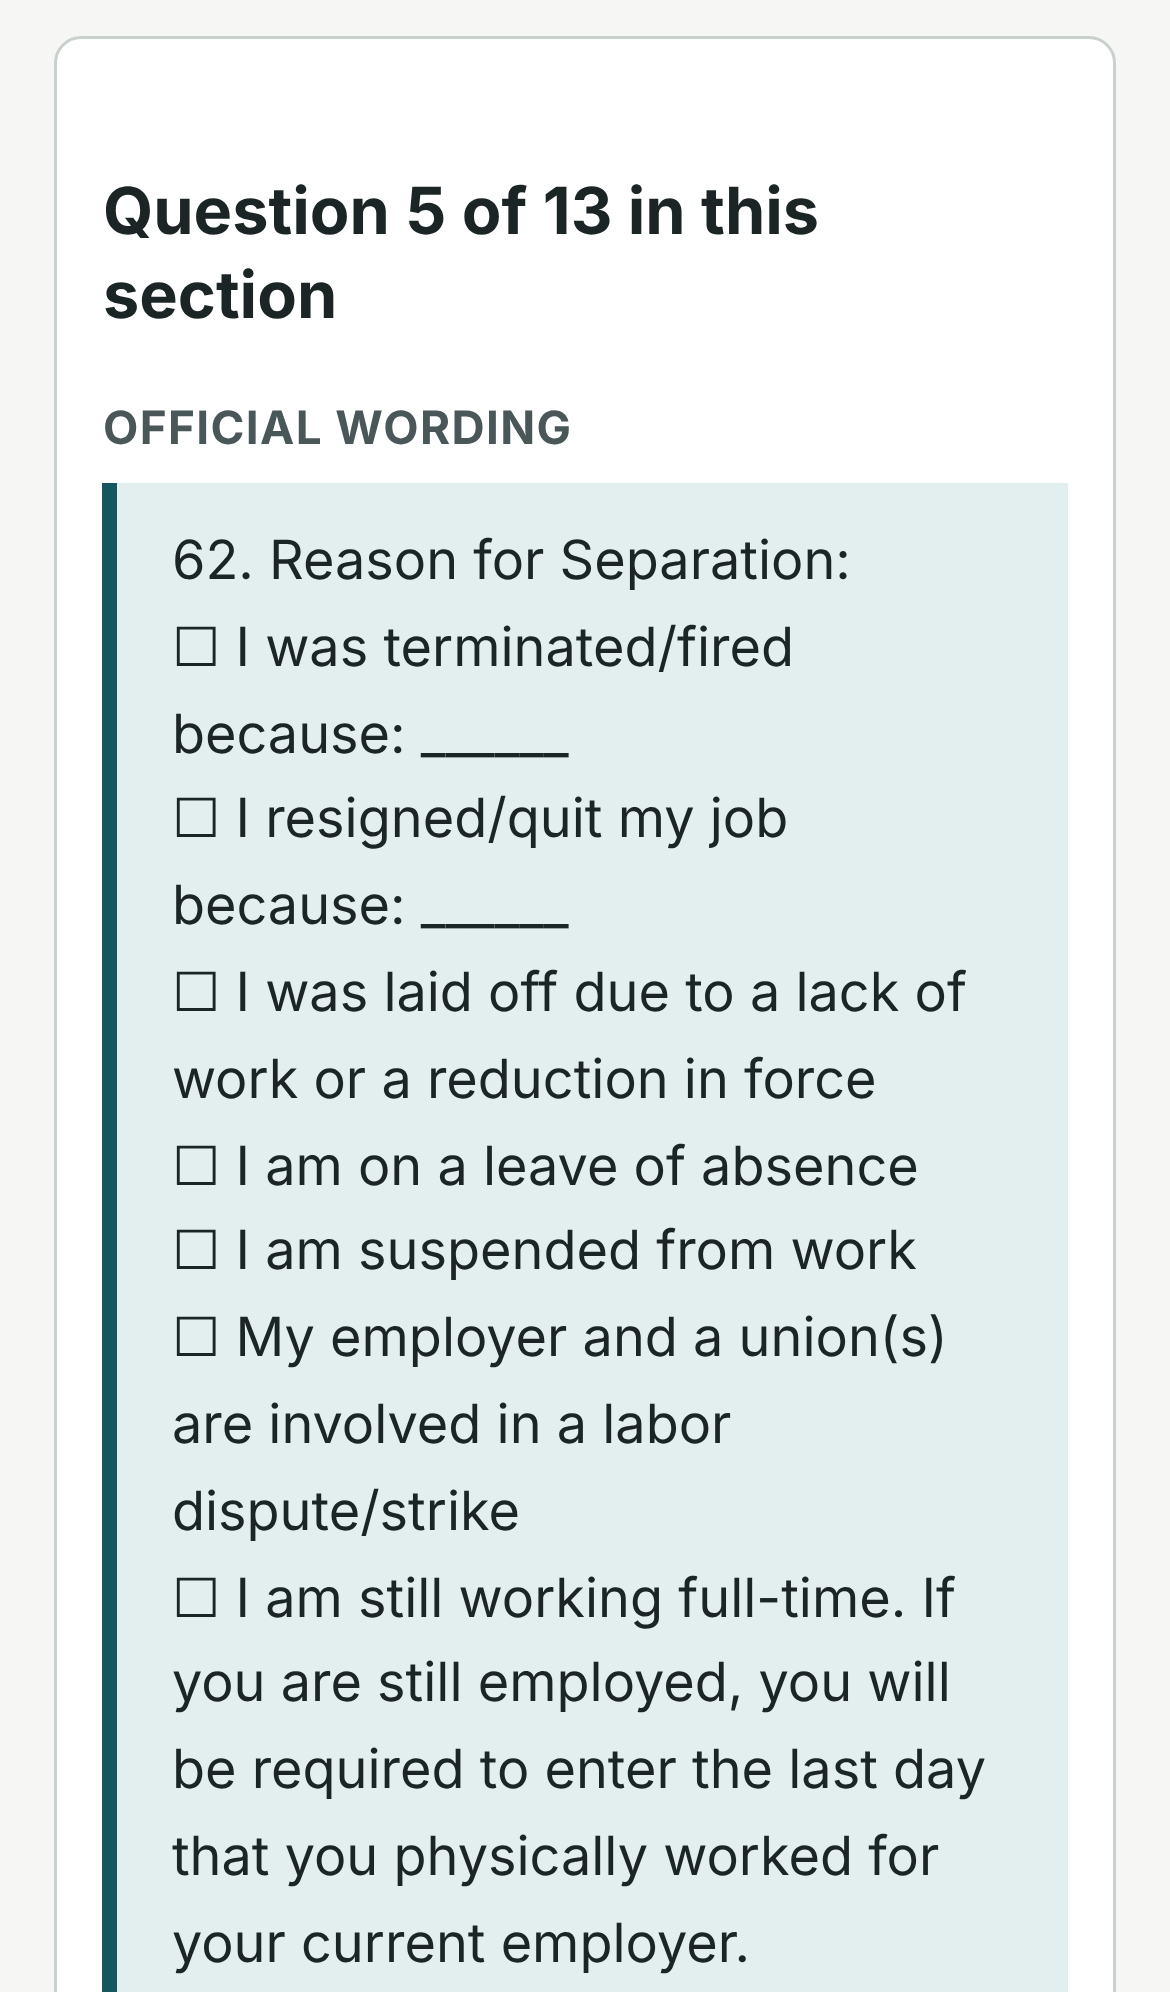 Question 5 of 13 in this
section
OFFICIAL WORDING
62. Reason for Separation:
☐ I was terminated/fired
because: ______
☐ I resigned/quit my job
because: ______
☐ I was laid off due to a lack of
work or a reduction in force
☐ I am on a leave of absence
☐ I am suspended from work
☐ My employer and a union(s)
are involved in a labor
dispute/strike
☐ I am still working full-time. If
you are still employed, you will
be required to enter the last day
that you physically worked for
your current employer.